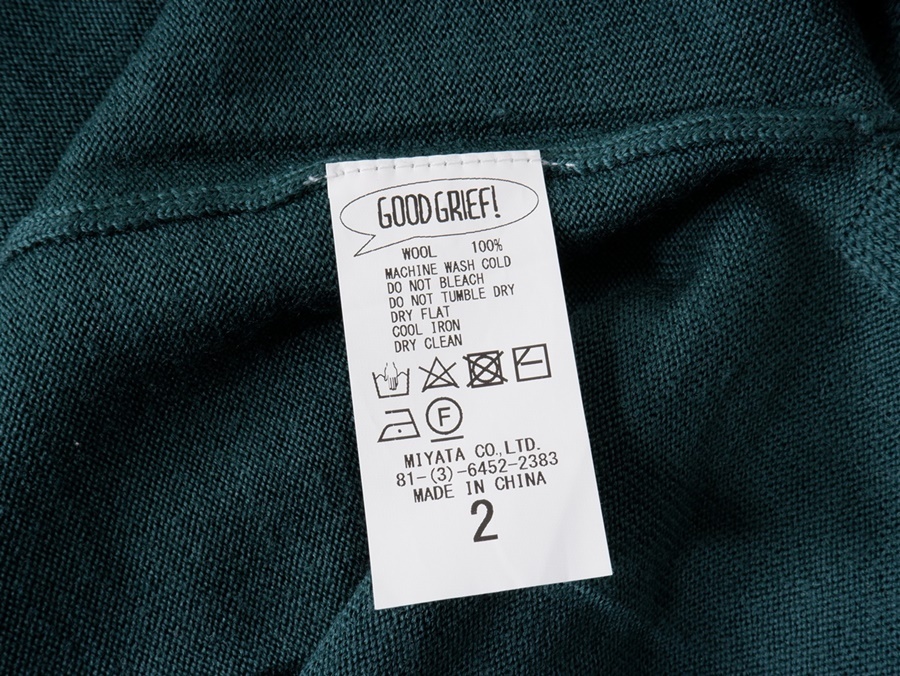 GOOD GRIEF!
WOOL 100%
MACHINE WASH COLD
DO NOT BLEACH
DO NOT TUMBLE DRY
DRY FLAT
COOL IRON
DRY CLEAN
F
MIYATA CO.,LTD.
81-(3)-6452-2383
MADE IN CHINA
2